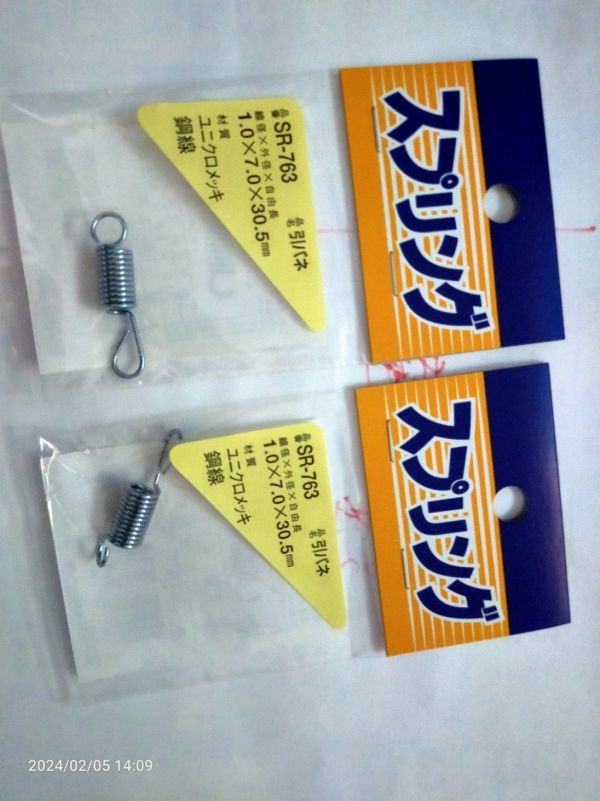 スプリング
品番 SR-763 品名 引バネ
線径×外径×自由長
1.0×7.0×30.5mm
材質
ユニクロメッキ
鋼線
スプリング
品番 SR-763 品名 引バネ
線径×外径×自由長
1.0×7.0×30.5mm
材質
ユニクロメッキ
鋼線
2024/02/05 14:09